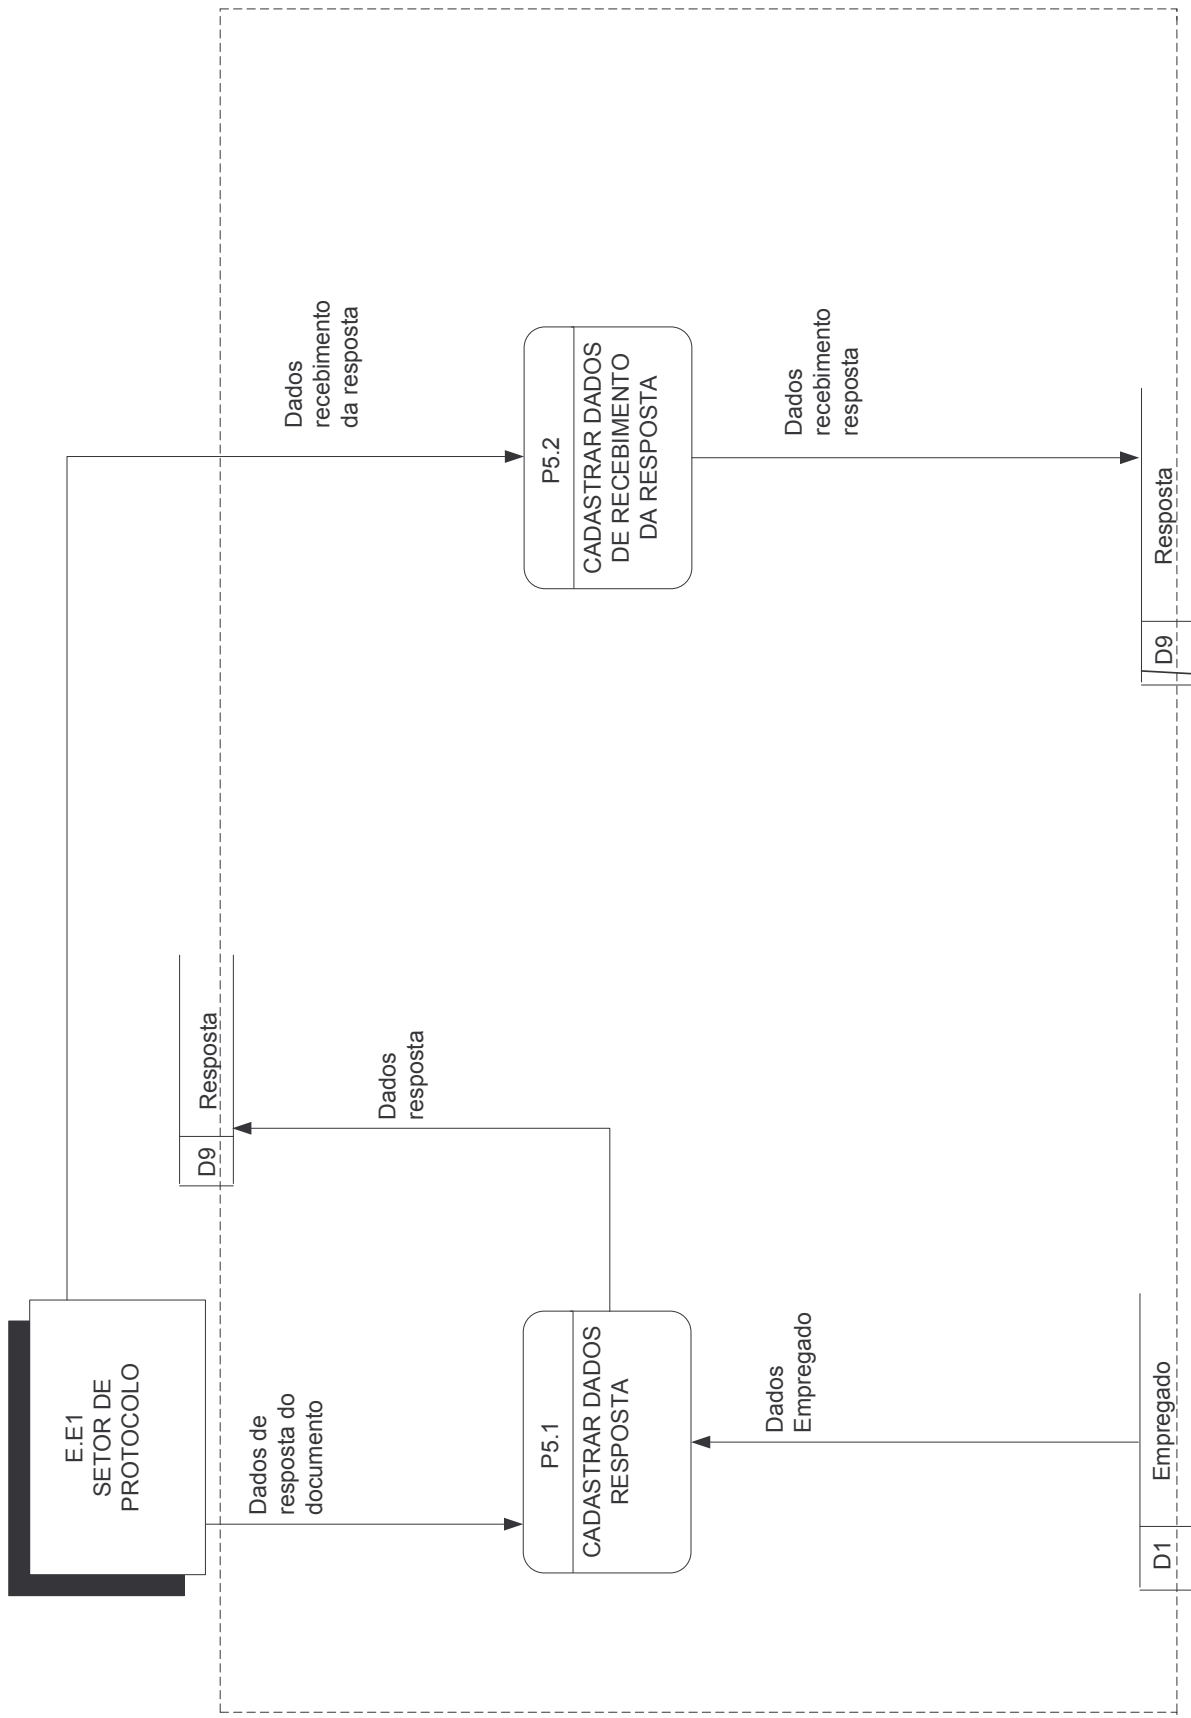 E.E1
SETOR DE
PROTOCOLO
D9
Resposta
Dados de
resposta do
documento
Dados
resposta
Dados
recebimento
da resposta
P5.1
CADASTRAR DADOS
RESPOSTA
P5.2
CADASTRAR DADOS
DE RECEBIMENTO
DA RESPOSTA
Dados
Empregado
Dados
recebimento
resposta
D1
Empregado
D9
Resposta